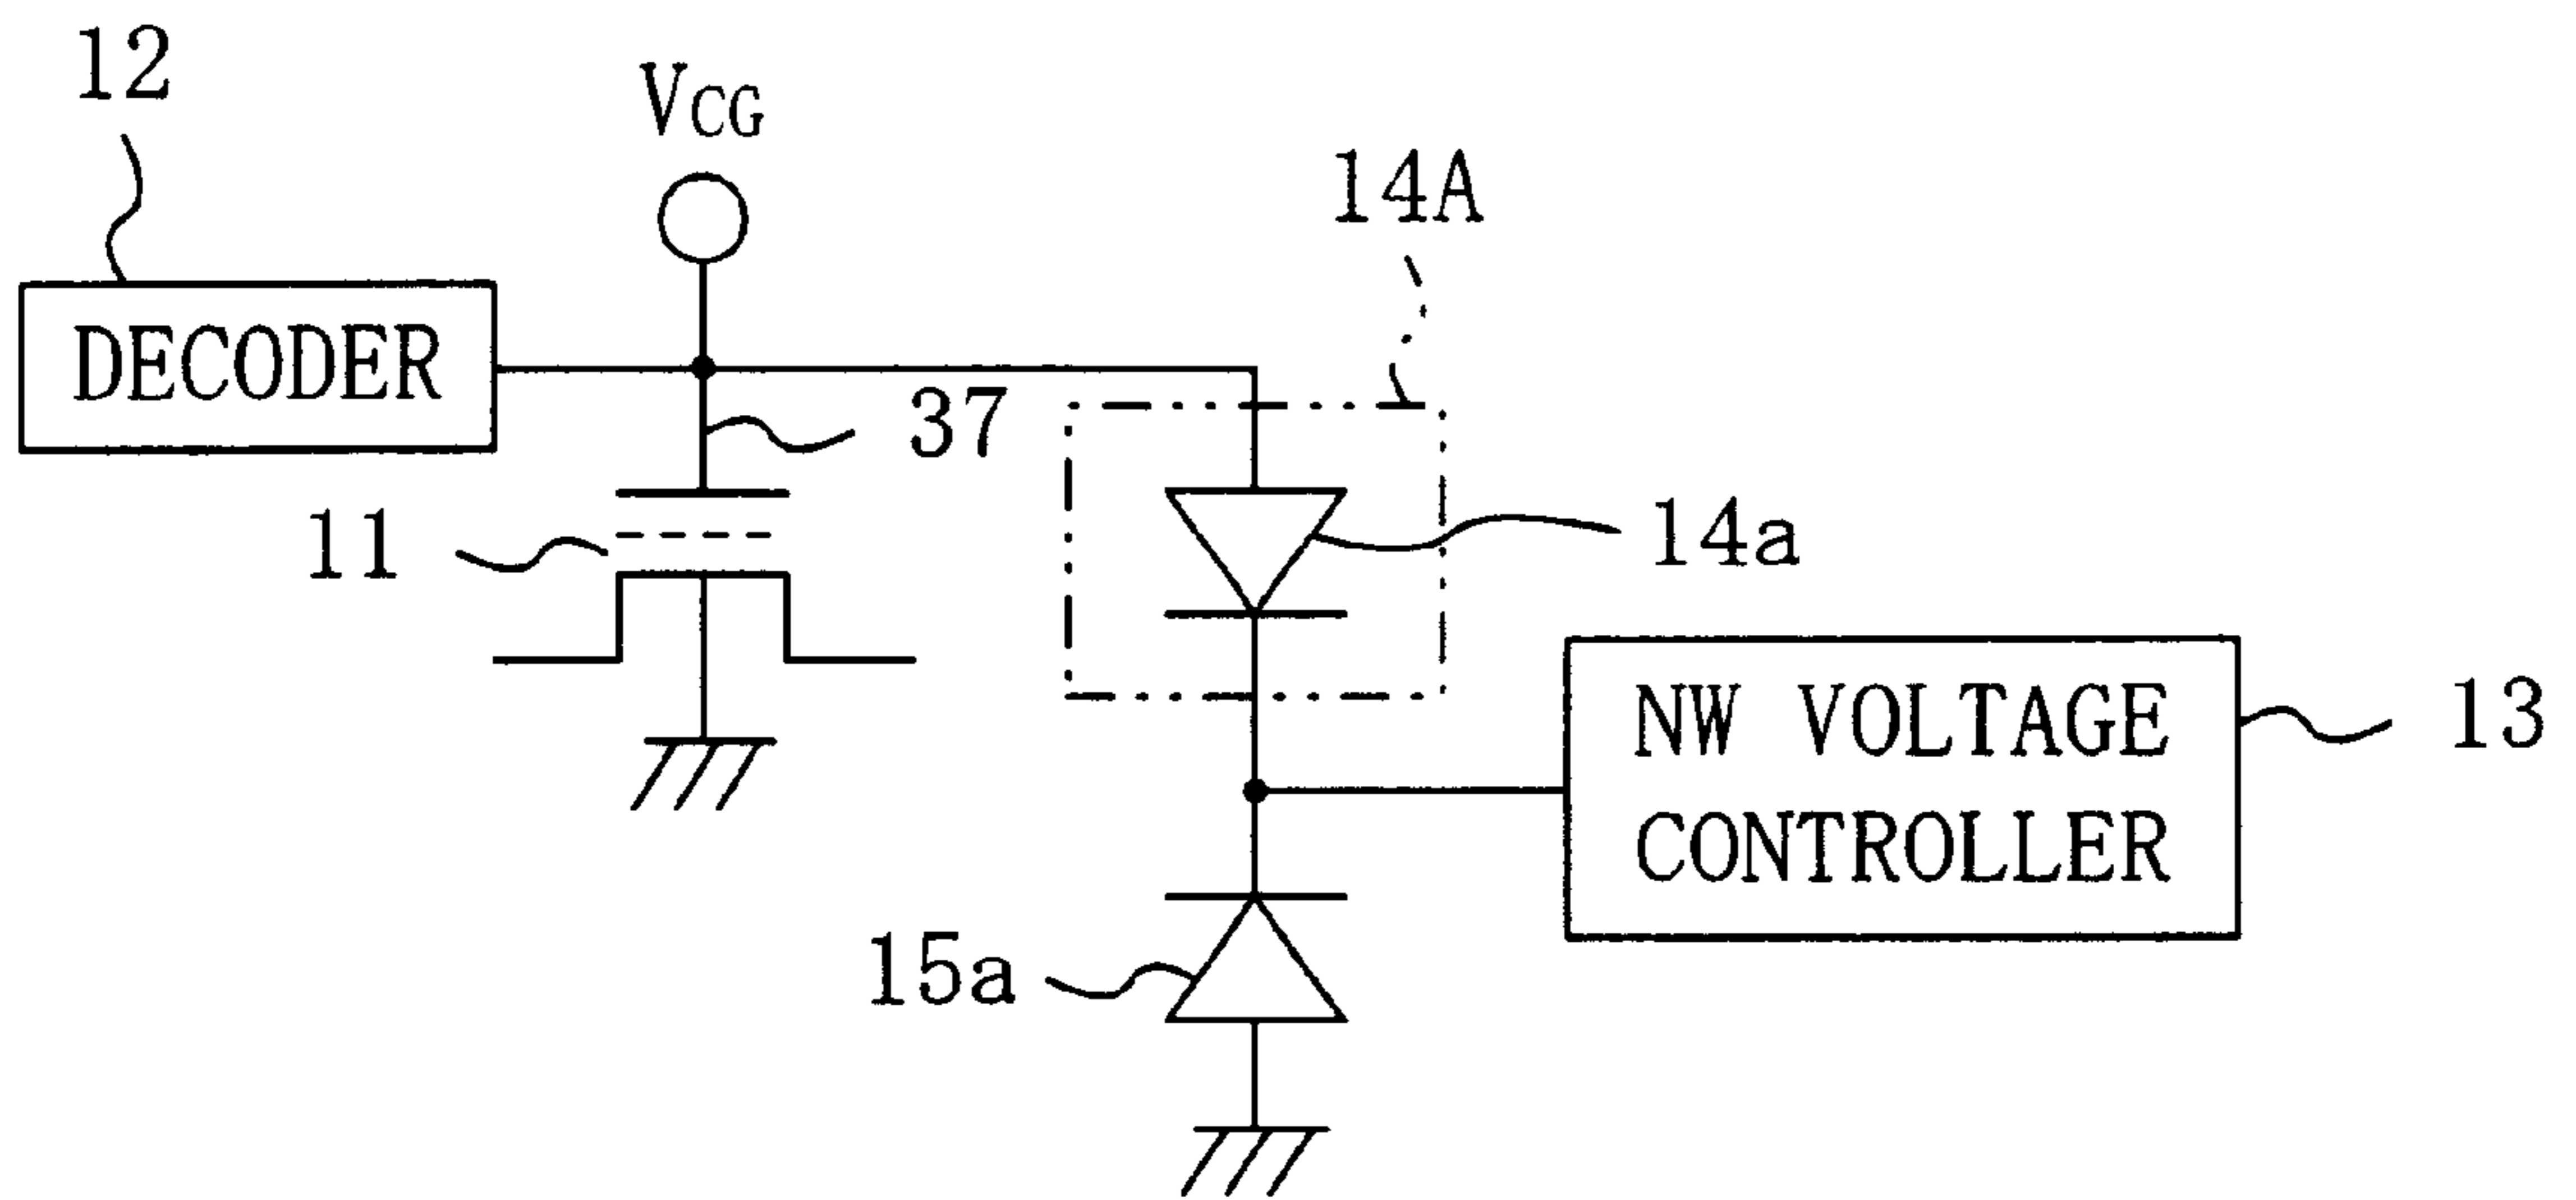 12
VCG
14A
DECODER
37
11
14a
NW VOLTAGE
CONTROLLER
13
15a